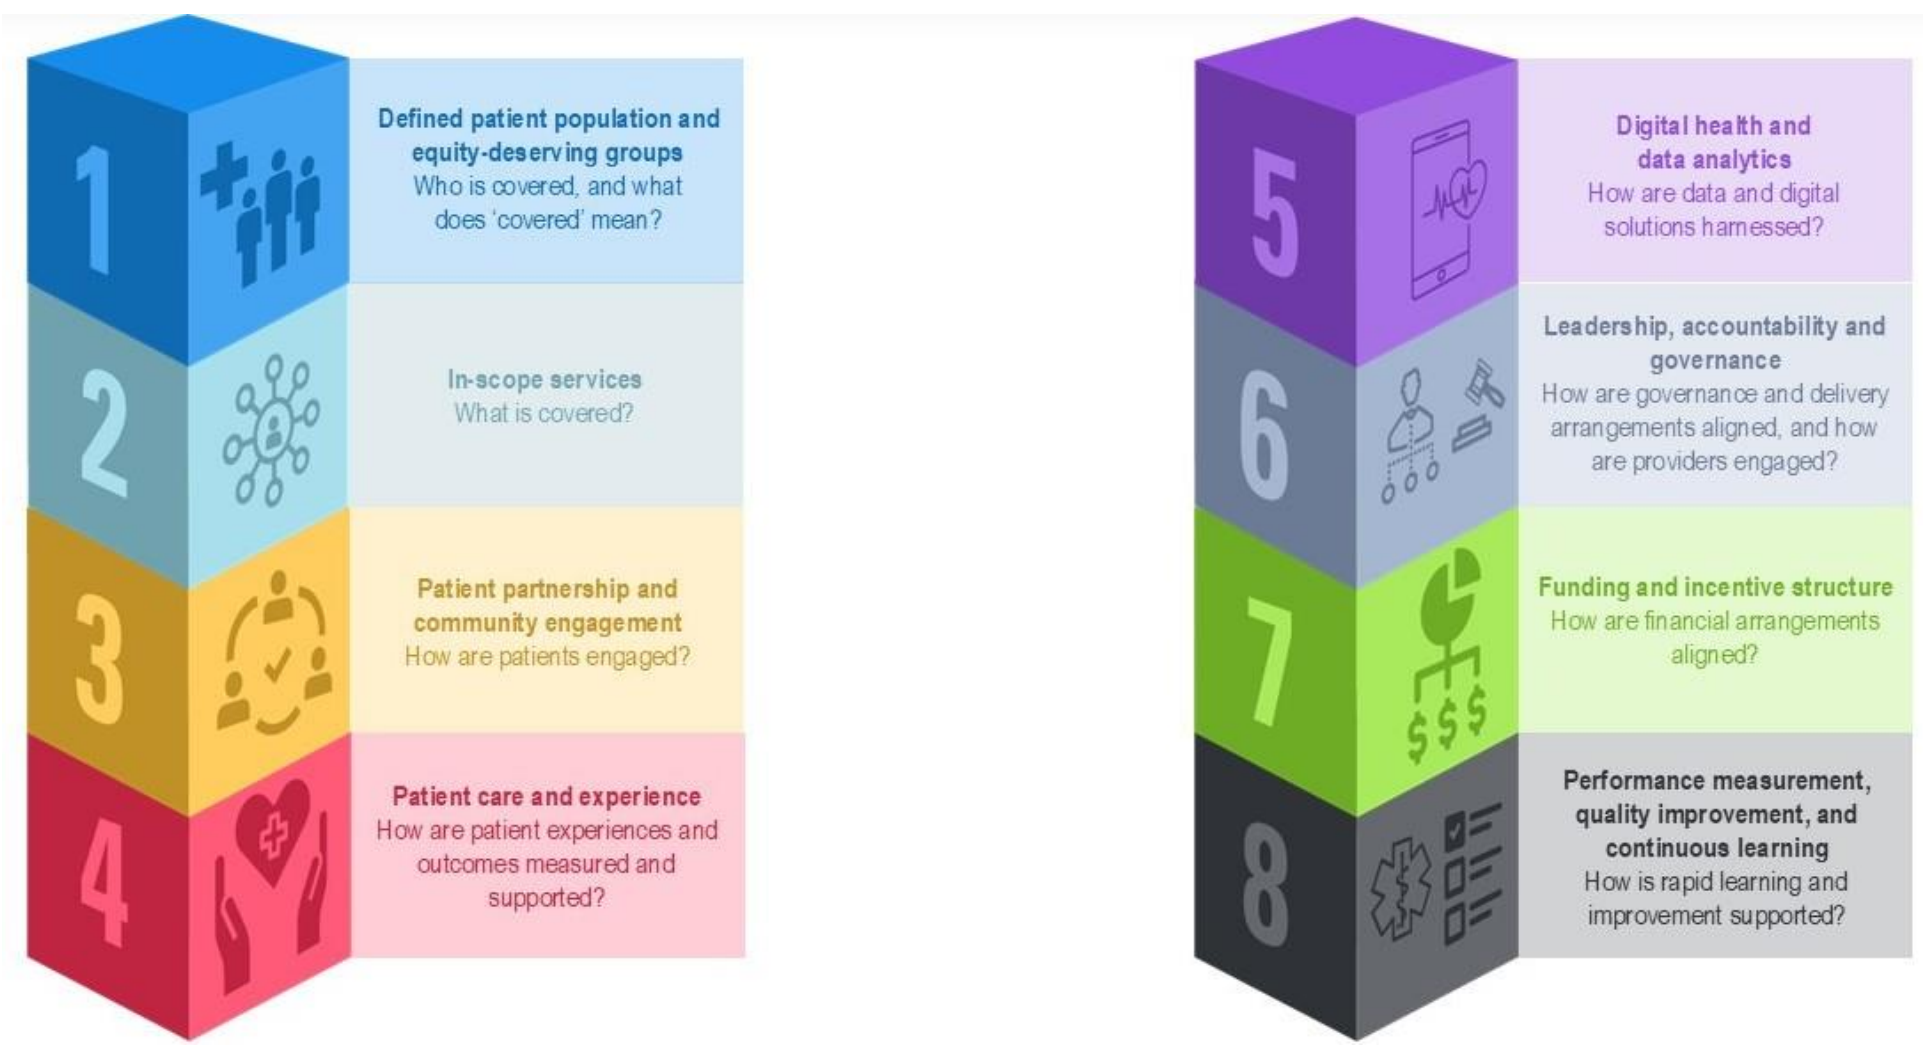 1
Defined patient population and
equity-deserving groups
Who is covered, and what
does ‘covered’ mean?
2
In-scope services
What is covered?
3
Patient partnership and
community engagement
How are patients engaged?
4
Patient care and experience
How are patient experiences and
outcomes measured and
supported?
5
Digital health and
data analytics
How are data and digital
solutions harnessed?
6
Leadership, accountability and
governance
How are governance and delivery
arrangements aligned, and how
are providers engaged?
7
$$$
Funding and incentive structure
How are financial arrangements
aligned?
8
Performance measurement,
quality improvement, and
continuous learning
How is rapid learning and
improvement supported?